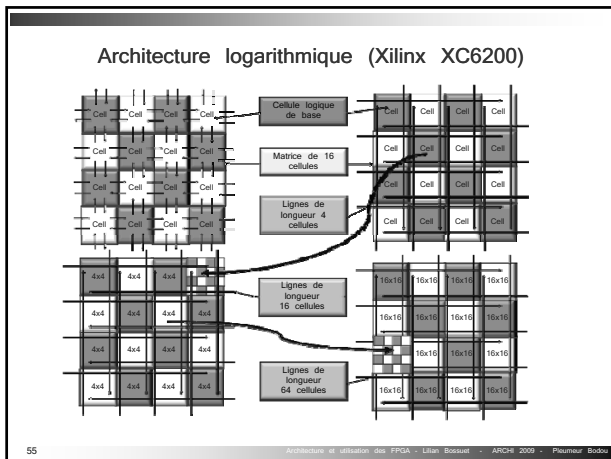 Architecture logarithmique (Xilinx XC6200)
Cell Cell Cell Cell
Cell Cell Cell Cell
Cell Cell Cell Cell
Cell Cell Cell Cell
Cellule logique
de base
Matrice de 16
cellules
Lignes de
longueur 4
cellules
Cell Cell Cell Cell
Cell Cell Cell Cell
Cell Cell Cell Cell
Cell Cell Cell Cell
4x4 4x4 4x4
4x4 4x4 4x4 4x4
4x4 4x4 4x4 4x4
4x4 4x4 4x4 4x4
Lignes de
longueur
16 cellules
Lignes de
longueur
64 cellules
16x16 16x16 16x16 16x16
16x16 16x16 16x16 16x16
16x16 16x16 16x16
16x16 16x16 16x16 16x16
55
Architecture et utilisation des FPGA - Lilian Bossuet - ARCHI 2009 - Pleumeur Bodou